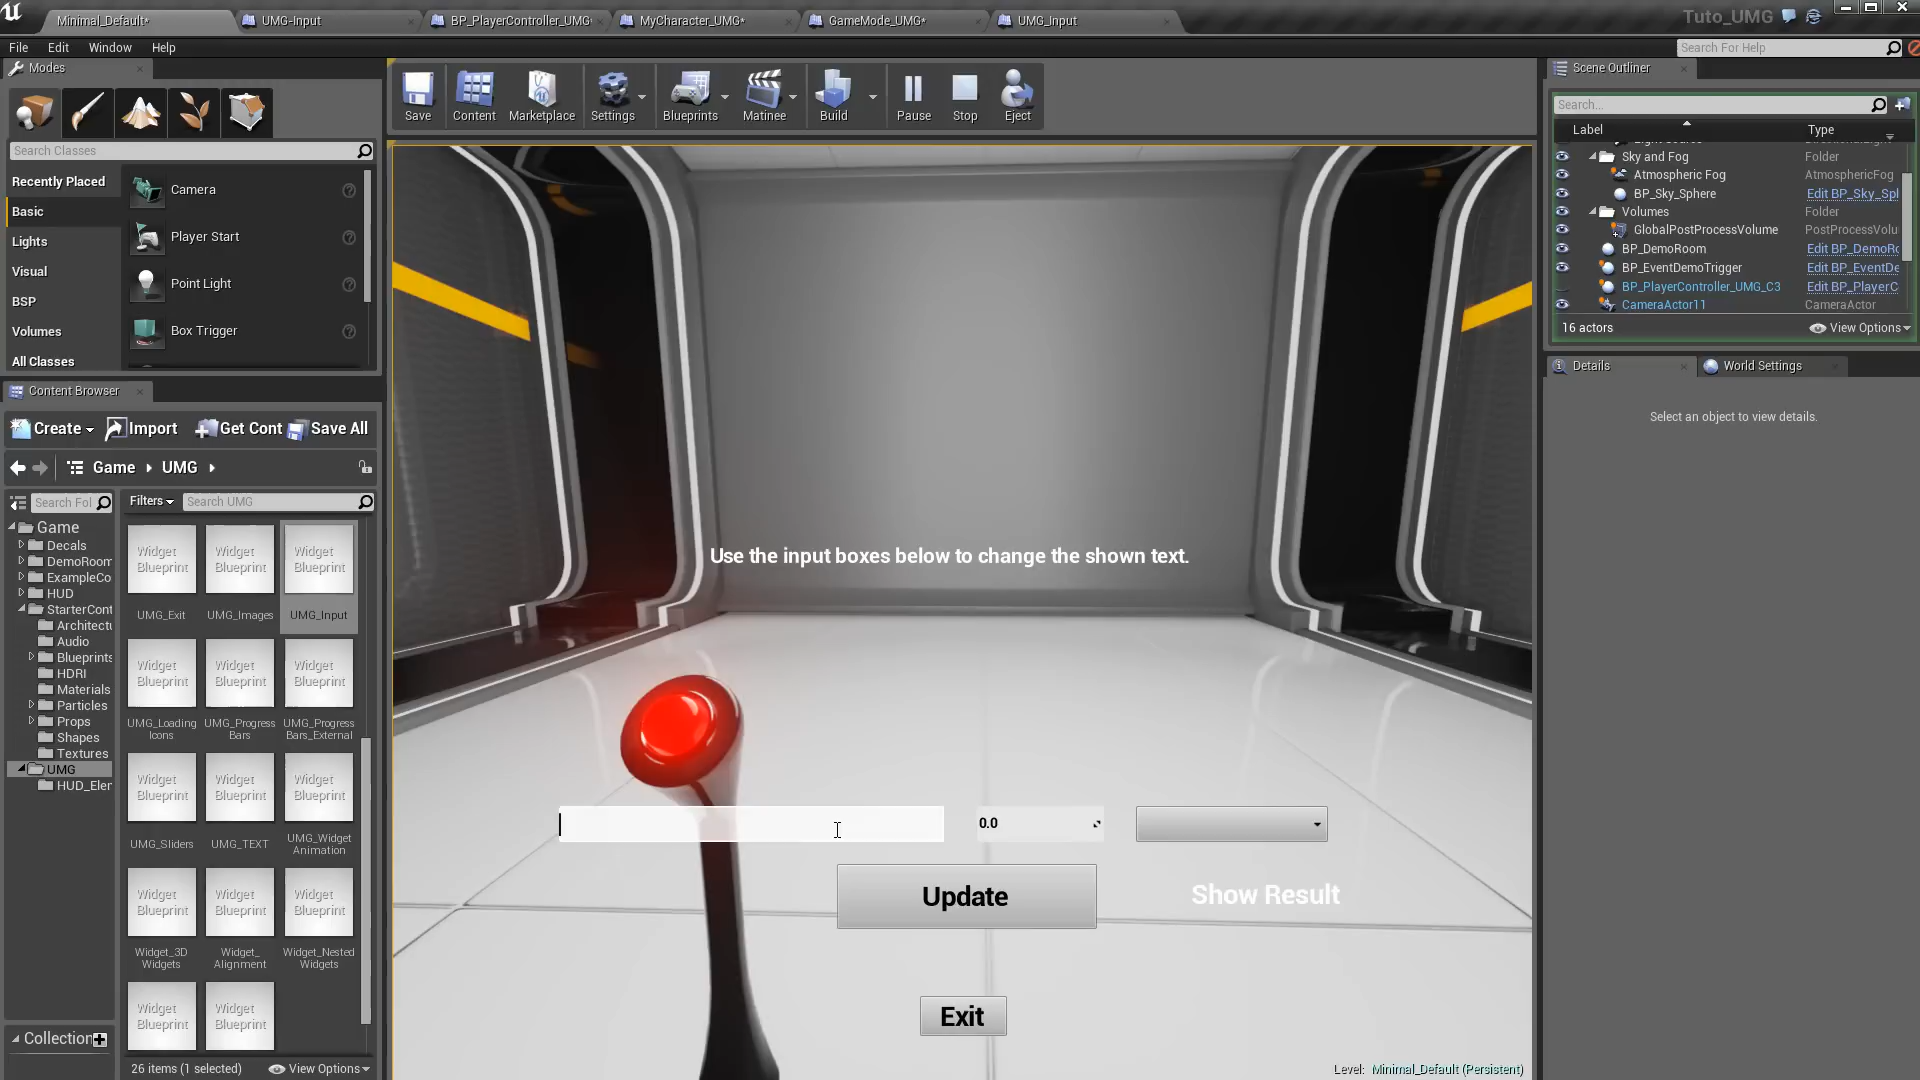 Minimal_Default*
UMG-Input
BP_PlayerController_UMG
MyCharacter_UMG*
GameMode_UMG*
UMG_Input
Tuto_UMG
File Edit Window Help
Search For Help
Modes
Search Classes
Recently Placed
Basic
Lights
Visual
BSP
Volumes
All Classes
Camera
Player Start
Point Light
Box Trigger
Save
Content
Marketplace
Settings
Blueprints
Matinee
Build
Pause
Stop
Eject
Content Browser
Create Import Get Cont Save All
Game UMG
Search Fol
Filters
Search UMG
Game
Decals
DemoRoom
ExampleCo
HUD
StarterCont
Architectu
Audio
Blueprints
HDRI
Materials
Particles
Props
Shapes
Textures
UMG
HUD_Eler
Collection
Widget Blueprint
Widget Blueprint
Widget Blueprint
UMG_Exit
UMG_Images
UMG_Input
Widget Blueprint
Widget Blueprint
Widget Blueprint
UMG_Loading Icons
UMG_Progress Bars
UMG_Progress Bars_External
Widget Blueprint
Widget Blueprint
Widget Blueprint
UMG_Sliders
UMG_TEXT
UMG_Widget Animation
Widget Blueprint
Widget Blueprint
Widget Blueprint
Widget_3D Widgets
Widget_ Alignment
Widget_Nested Widgets
Widget Blueprint
Widget Blueprint
26 items (1 selected)
View Options
Use the input boxes below to change the shown text.
0.0
Update
Show Result
Exit
Level: Minimal_Default (Persistent)
Scene Outliner
Search...
Label Type
Sky and Fog Folder
Atmospheric Fog AtmosphericFog
BP_Sky_Sphere Edit BP_Sky_Spl
Volumes Folder
GlobalPostProcessVolume PostProcessVolu
BP_DemoRoom Edit BP_DemoRo
BP_EventDemoTrigger Edit BP_EventDe
BP_PlayerController_UMG_C3 Edit BP_PlayerC
CameraActor11 CameraActor
16 actors
View Options
Details
World Settings
Select an object to view details.